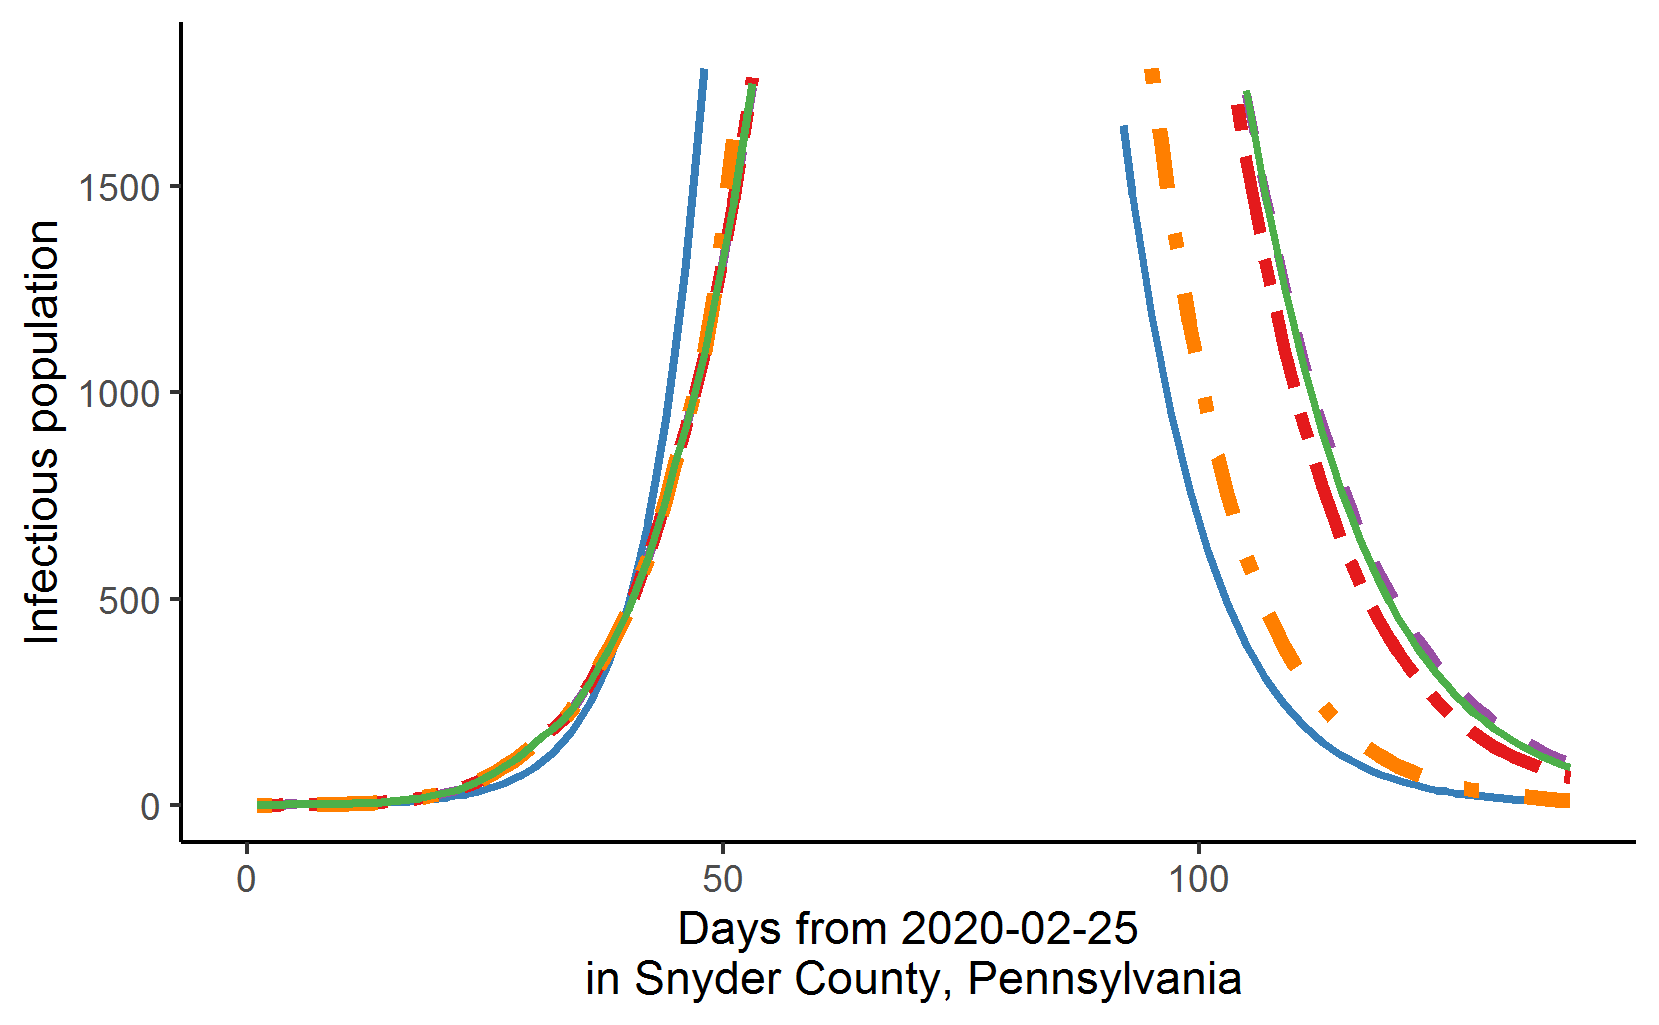 Infectious population
1500
1000
500
0
0 50 100
Days from 2020-02-25
in Snyder County, Pennsylvania